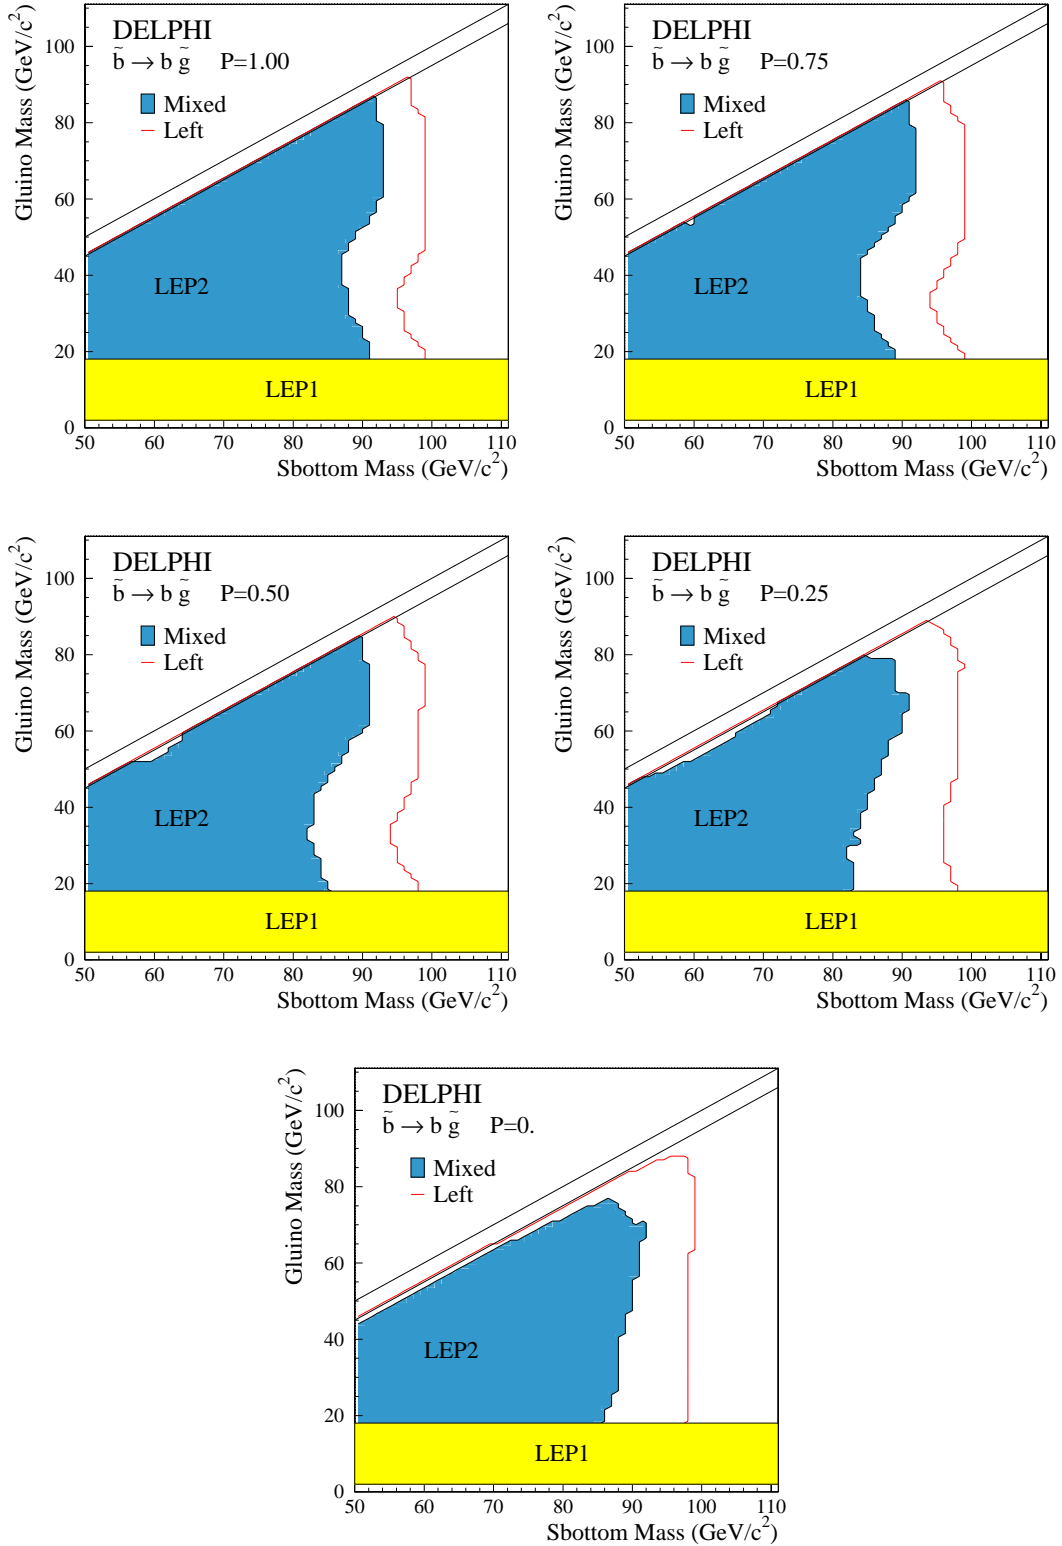 DELPHI
b̃ → b g̃ P=1.00
Mixed
Left
LEP2
LEP1
Gluino Mass (GeV/c²)
100
80
60
40
20
0
50 60 70 80 90 100 110
Sbottom Mass (GeV/c²)
DELPHI
b̃ → b g̃ P=0.75
Mixed
Left
LEP2
LEP1
Gluino Mass (GeV/c²)
100
80
60
40
20
0
50 60 70 80 90 100 110
Sbottom Mass (GeV/c²)
DELPHI
b̃ → b g̃ P=0.50
Mixed
Left
LEP2
LEP1
Gluino Mass (GeV/c²)
100
80
60
40
20
0
50 60 70 80 90 100 110
Sbottom Mass (GeV/c²)
DELPHI
b̃ → b g̃ P=0.25
Mixed
Left
LEP2
LEP1
Gluino Mass (GeV/c²)
100
80
60
40
20
0
50 60 70 80 90 100 110
Sbottom Mass (GeV/c²)
DELPHI
b̃ → b g̃ P=0.
Mixed
Left
LEP2
LEP1
Gluino Mass (GeV/c²)
100
80
60
40
20
0
50 60 70 80 90 100 110
Sbottom Mass (GeV/c²)